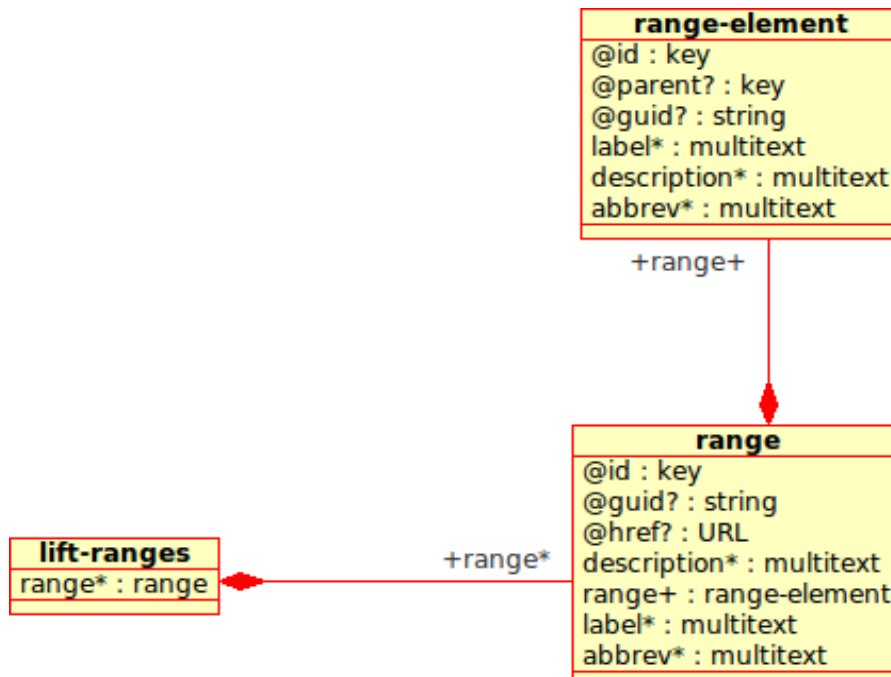 range-element
@id : key
@parent? : key
@guid? : string
label* : multitext
description* : multitext
abbrev* : multitext
+range+
range
@id : key
@guid? : string
@href? : URL
description* : multitext
range+ : range-element
label* : multitext
abbrev* : multitext
+range*
lift-ranges
range* : range